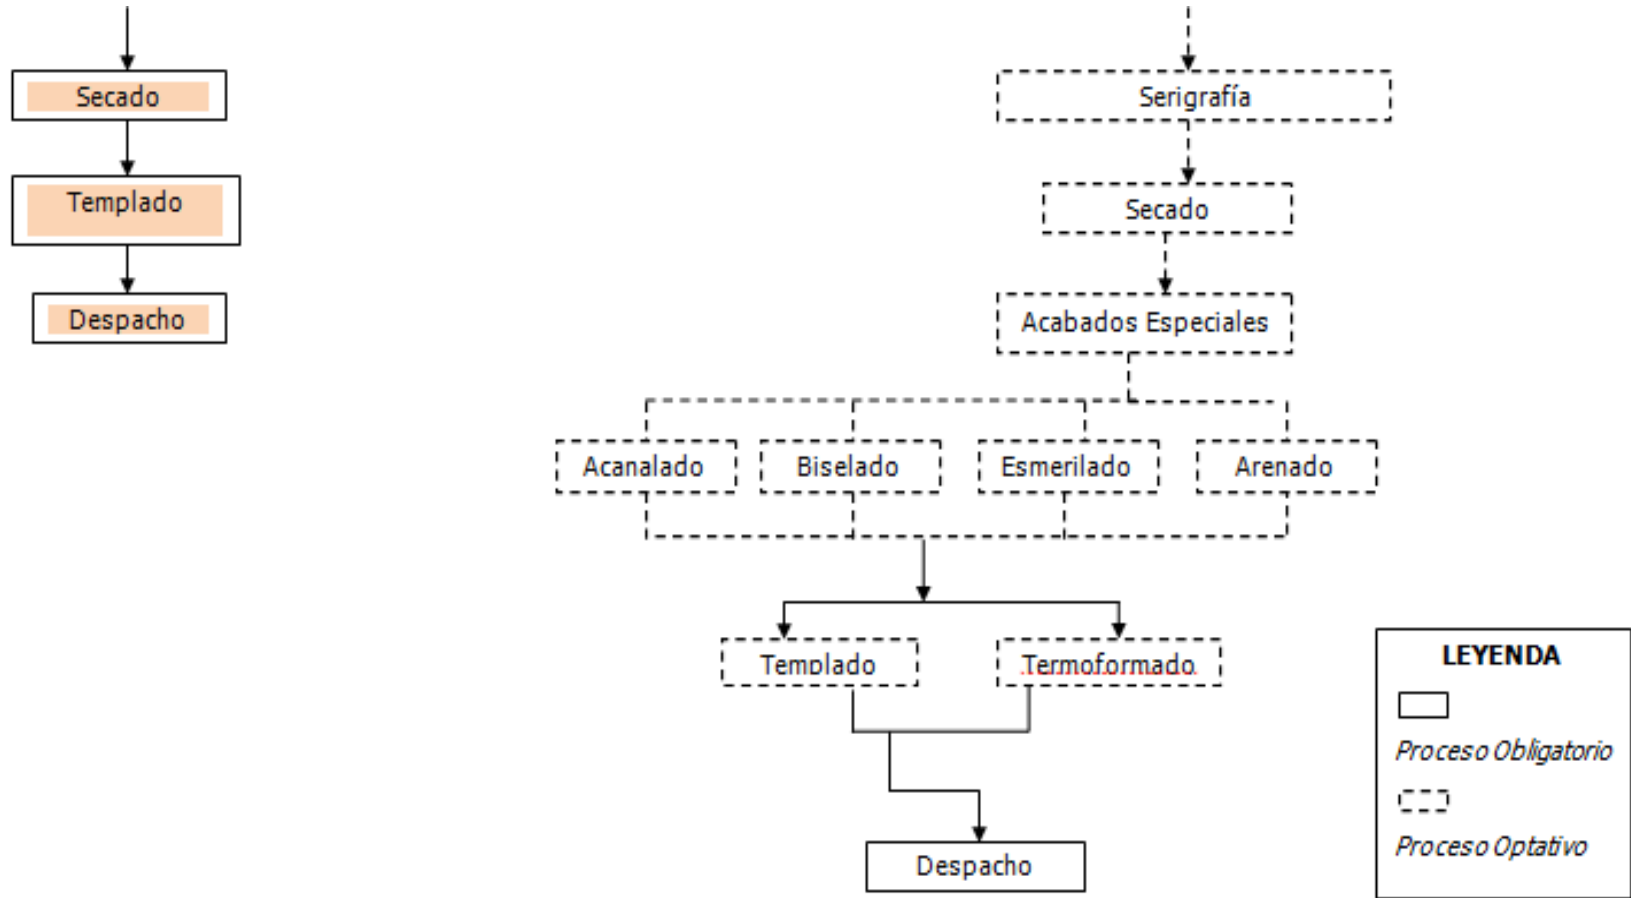 Secado
Templado
Despacho
Serigrafía
Secado
Acabados Especiales
Acanalado
Biselado
Esmerilado
Arenado
Templado
Termoformado
Despacho
LEYENDA
Proceso Obligatorio
Proceso Optativo